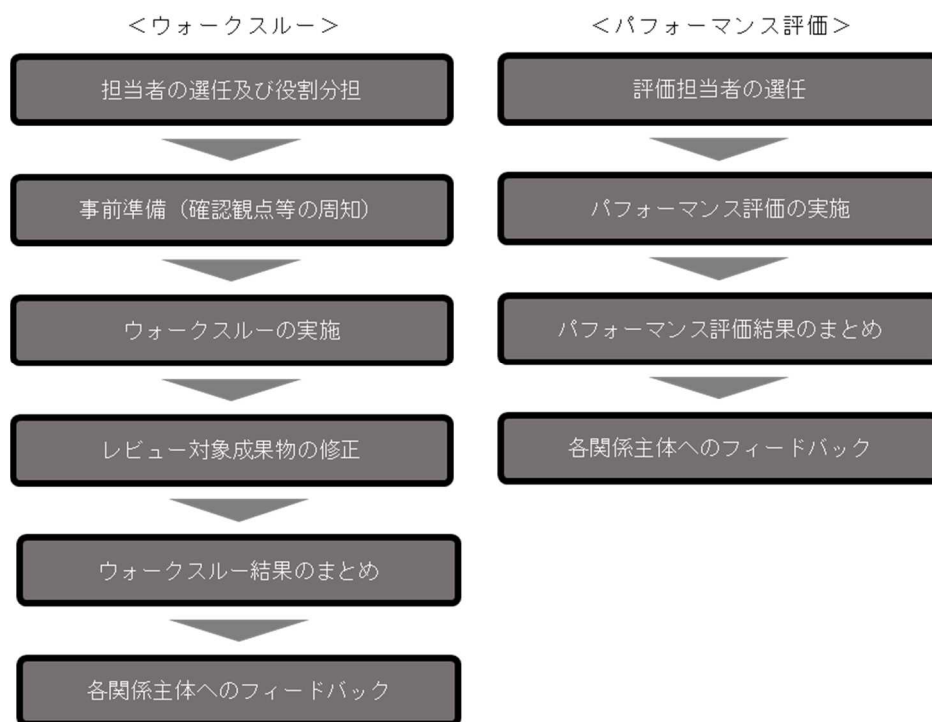 ＜ウォークスルー＞
担当者の選任及び役割分担
事前準備（確認観点等の周知）
ウォークスルーの実施
レビュー対象成果物の修正
ウォークスルー結果のまとめ
各関係主体へのフィードバック
＜パフォーマンス評価＞
評価担当者の選任
パフォーマンス評価の実施
パフォーマンス評価結果のまとめ
各関係主体へのフィードバック